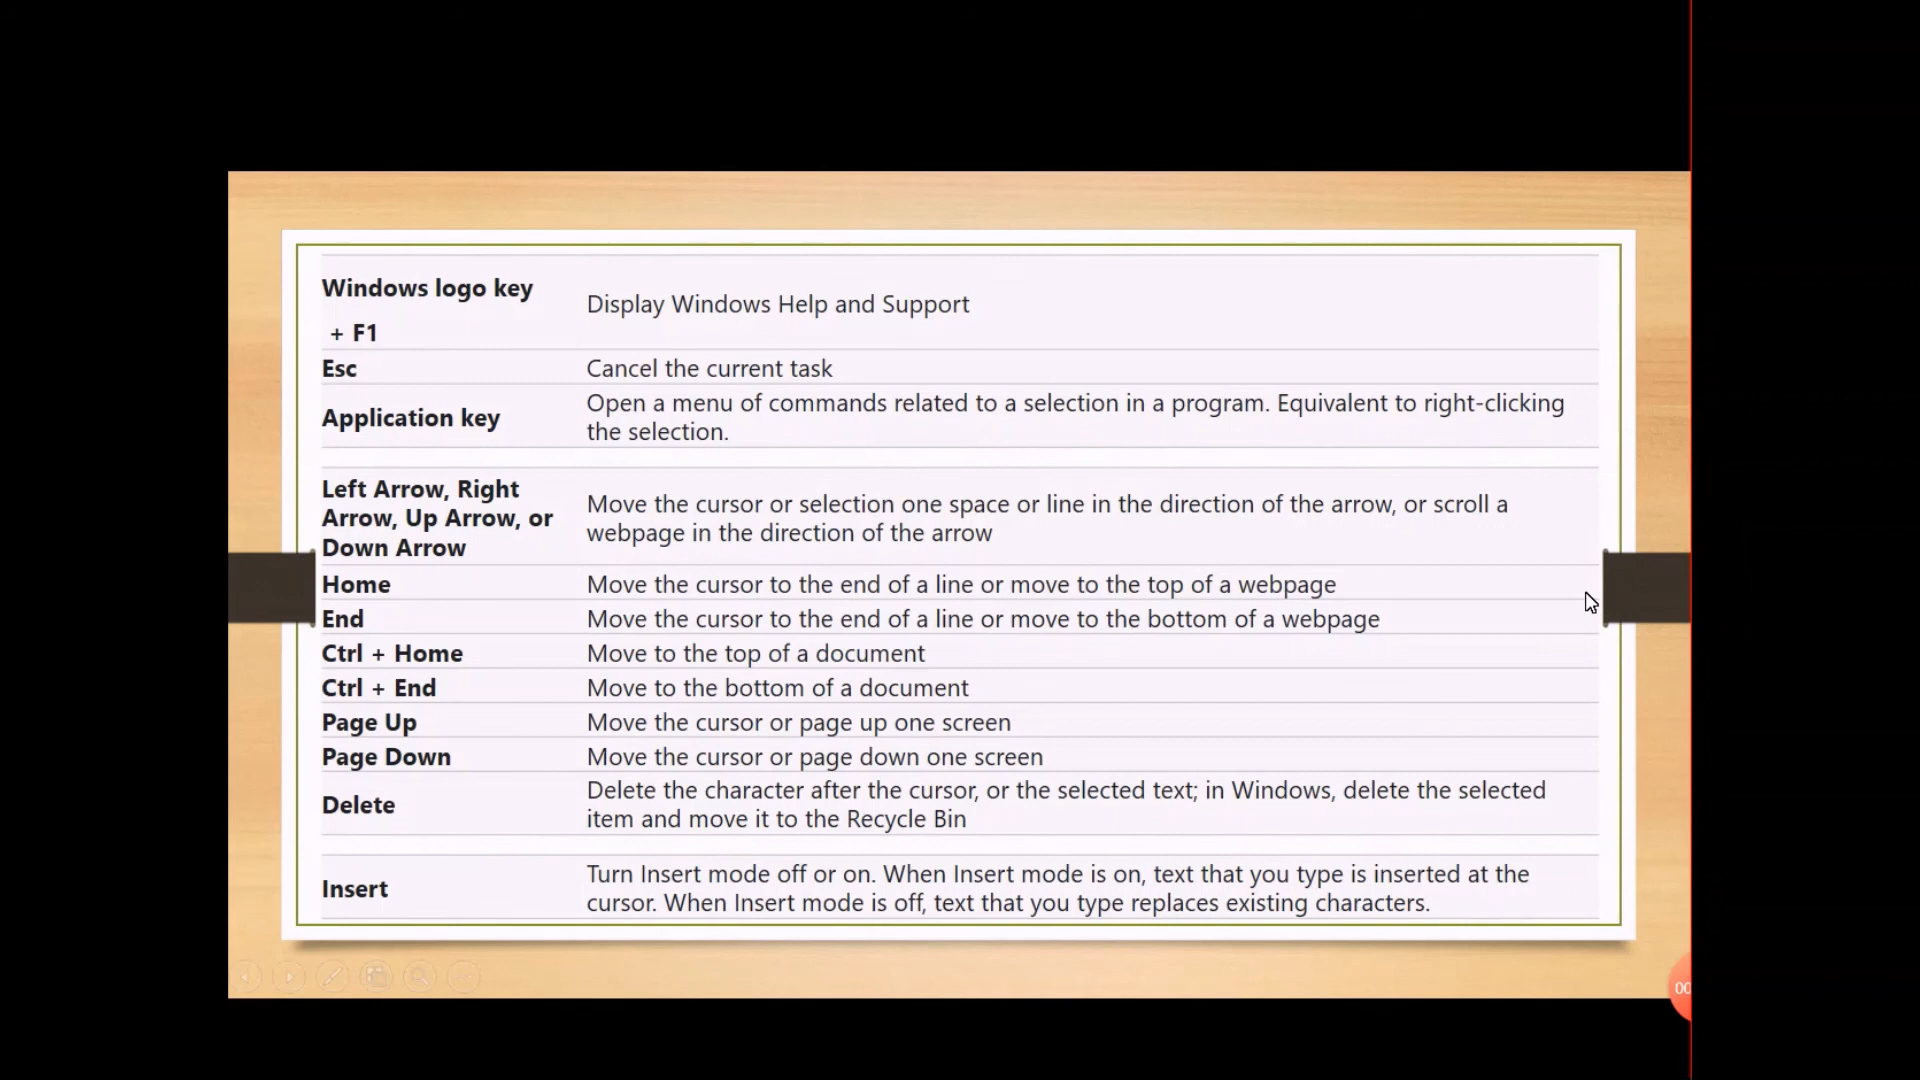 Windows logo key
+ F1
Display Windows Help and Support
Esc
Cancel the current task
Application key
Open a menu of commands related to a selection in a program. Equivalent to right-clicking
the selection.
Left Arrow, Right
Arrow, Up Arrow, or
Down Arrow
Move the cursor or selection one space or line in the direction of the arrow, or scroll a
webpage in the direction of the arrow
Home
Move the cursor to the end of a line or move to the top of a webpage
End
Move the cursor to the end of a line or move to the bottom of a webpage
Ctrl + Home
Move to the top of a document
Ctrl + End
Move to the bottom of a document
Page Up
Move the cursor or page up one screen
Page Down
Move the cursor or page down one screen
Delete
Delete the character after the cursor, or the selected text; in Windows, delete the selected
item and move it to the Recycle Bin
Insert
Turn Insert mode off or on. When Insert mode is on, text that you type is inserted at the
cursor. When Insert mode is off, text that you type replaces existing characters.
00